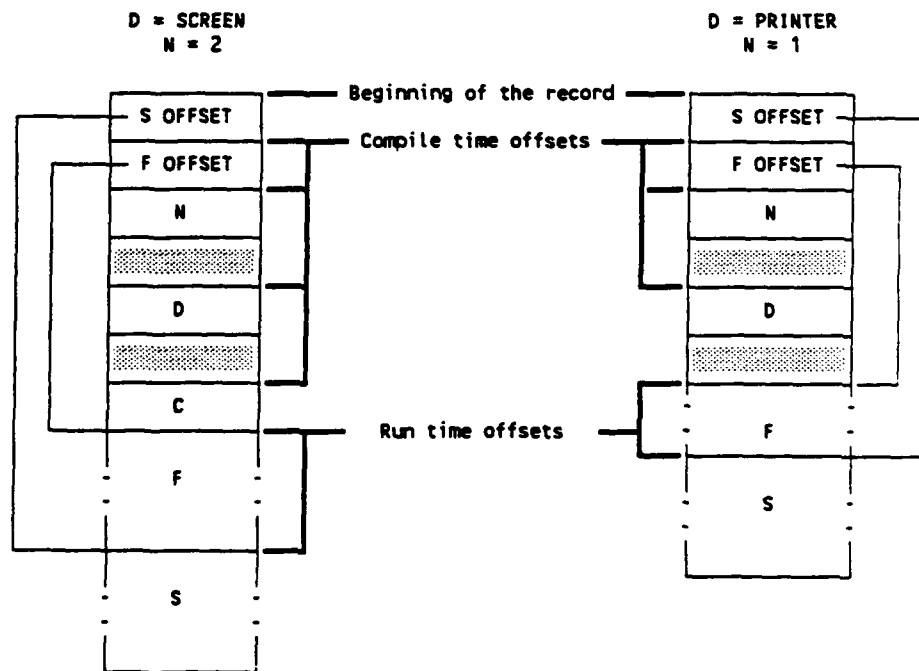 D = SCREEN
N = 2
D = PRINTER
N = 1
Beginning of the record
S OFFSET
S OFFSET
Compile time offsets
F OFFSET
F OFFSET
N
N
D
D
C
Run time offsets
F
F
S
S